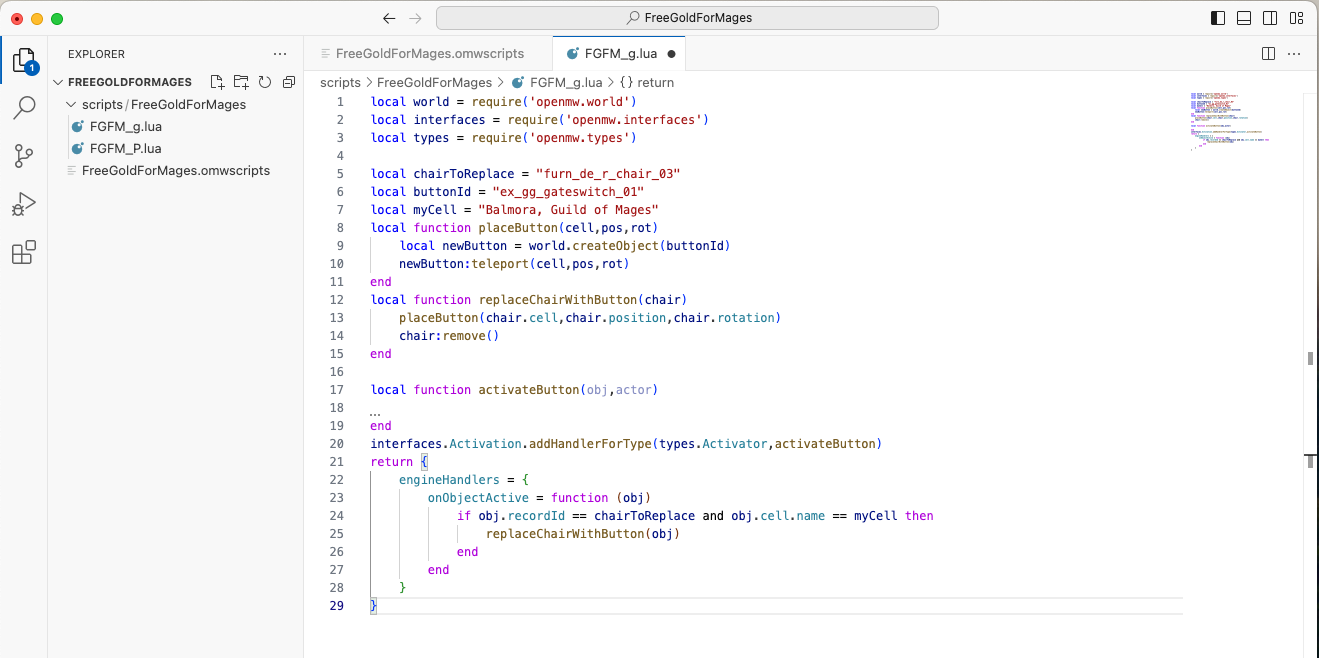 FreeGoldForMages
EXPLORER
FREEGOLDFORMAGES
scripts/FreeGoldForMages
FGFM_g.lua
FGFM_P.lua
FreeGoldForMages.omwscripts
1
FreeGoldForMages.omwscripts
FGFM_g.lua
scripts > FreeGoldForMages > FGFM_g.lua > {} return
1 local world = require('openmw.world')
2 local interfaces = require('openmw.interfaces')
3 local types = require('openmw.types')
4
5 local chairToReplace = "furn_de_r_chair_03"
6 local buttonId = "ex_gg_gateswitch_01"
7 local myCell = "Balmora, Guild of Mages"
8 local function placeButton(cell,pos,rot)
9     local newButton = world.createObject(buttonId)
10     newButton:teleport(cell,pos,rot)
11 end
12 local function replaceChairWithButton(chair)
13     placeButton(chair.cell,chair.position,chair.rotation)
14     chair:remove()
15 end
16
17 local function activateButton(obj,actor)
18 ...
19 end
20 interfaces.Activation.addHandlerForType(types.Activator,activateButton)
21 return {
22     engineHandlers = {
23         onObjectActive = function (obj)
24             if obj.recordId == chairToReplace and obj.cell.name == myCell then
25                 replaceChairWithButton(obj)
26             end
27         end
28     }
29 }